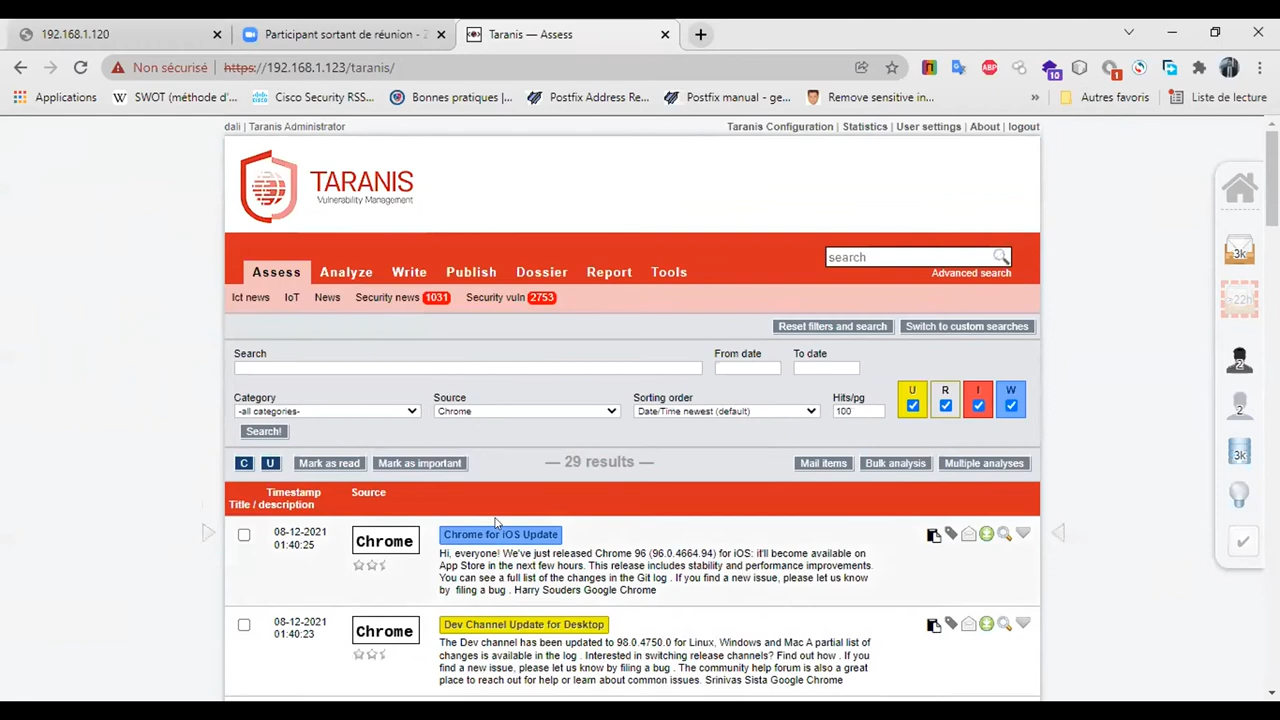 192.168.1.120
Participant sortant de réunion - Z
Taranis — Assess
Non sécurisé
https://192.168.1.123/taranis/
10
1
Applications
SWOT (méthode d'...
Cisco Security RSS...
Bonnes pratiques |...
Postfix Address Re...
Postfix manual - ge...
Remove sensitive in...
»
Autres favoris
Liste de lecture
dali | Taranis Administrator
Taranis Configuration | Statistics | User settings | About | logout
TARANIS
Vulnerability Management
search
Assess Analyze Write Publish Dossier Report Tools
Advanced search
Ict news IoT News Security news 1031 Security vuln 2753
Reset filters and search
Switch to custom searches
Search
From date
To date
U R I W
Category
Source
Sorting order
Hits/pg
-all categories-
Chrome
Date/Time newest (default)
100
Search!
C U Mark as read Mark as important
— 29 results —
Mail items Bulk analysis Multiple analyses
Timestamp
Source
Title / description
08-12-2021
01:40:25
Chrome
Chrome for iOS Update
Hi, everyone! We've just released Chrome 96 (96.0.4664.94) for iOS: it'll become available on
App Store in the next few hours. This release includes stability and performance improvements.
You can see a full list of the changes in the Git log . If you find a new issue, please let us know
by filing a bug . Harry Souders Google Chrome
08-12-2021
01:40:23
Chrome
Dev Channel Update for Desktop
The Dev channel has been updated to 98.0.4750.0 for Linux, Windows and Mac A partial list of
changes is available in the log . Interested in switching release channels? Find out how . If you
find a new issue, please let us know by filing a bug . The community help forum is also a great
place to reach out for help or learn about common issues. Srinivas Sista Google Chrome
3k
>22h
2
2
3k